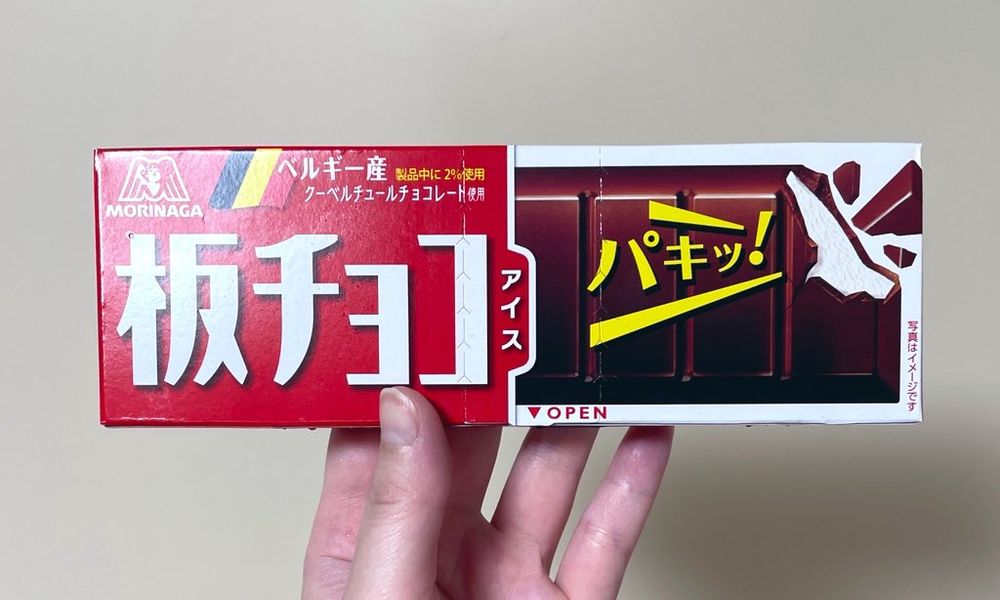 MORINAGA
ベルギー産 製品中に2%使用
クーベルチュールチョコレート使用
板チョコ
アイス
パキッ!
▼OPEN
写真はイメージです